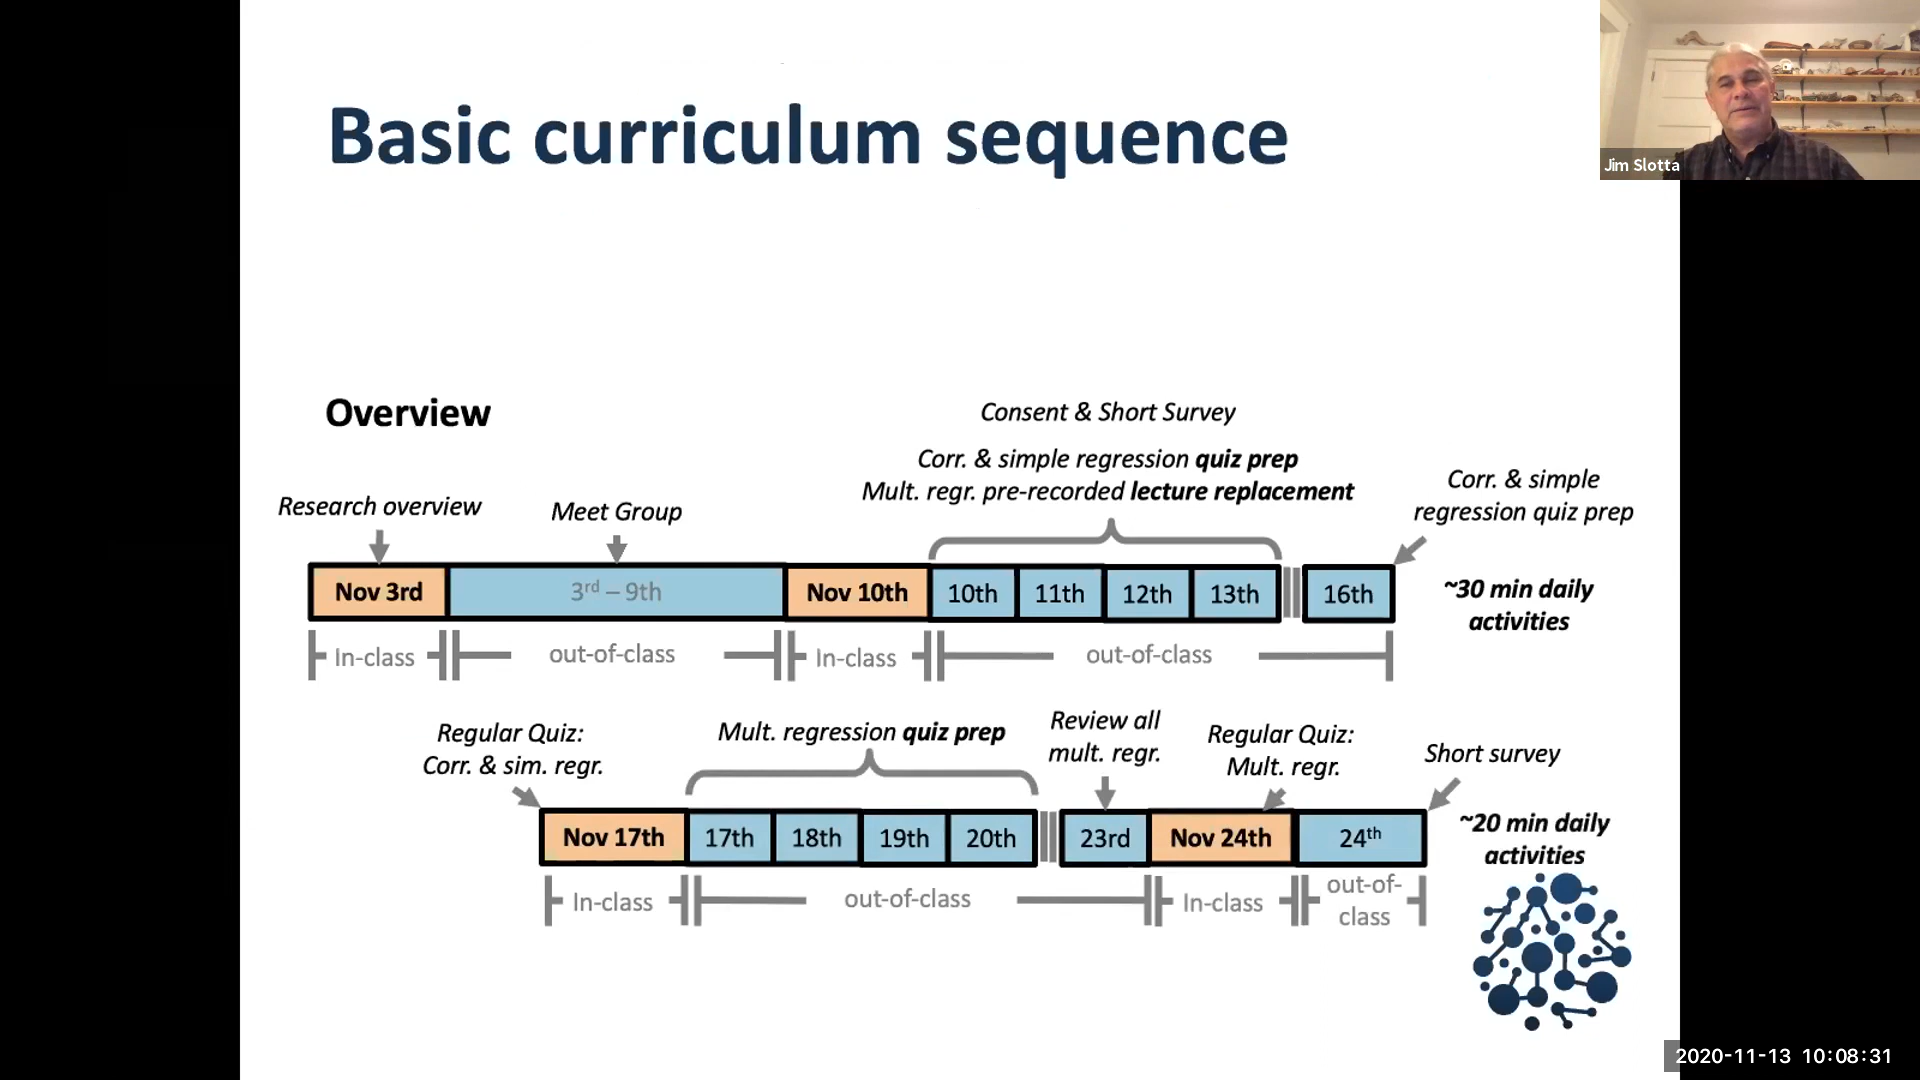 Basic curriculum sequence
Jim Slotta
Overview
Consent & Short Survey
Corr. & simple regression quiz prep
Mult. regr. pre-recorded lecture replacement
Corr. & simple
regression quiz prep
Research overview
Meet Group
Nov 3rd
3rd – 9th
Nov 10th
10th
11th
12th
13th
16th
~30 min daily
activities
In-class
out-of-class
In-class
out-of-class
Regular Quiz:
Corr. & sim. regr.
Mult. regression quiz prep
Review all
mult. regr.
Regular Quiz:
Mult. regr.
Short survey
Nov 17th
17th
18th
19th
20th
23rd
Nov 24th
24th
~20 min daily
activities
In-class
out-of-class
In-class
out-of-
class
2020-11-13 10:08:31